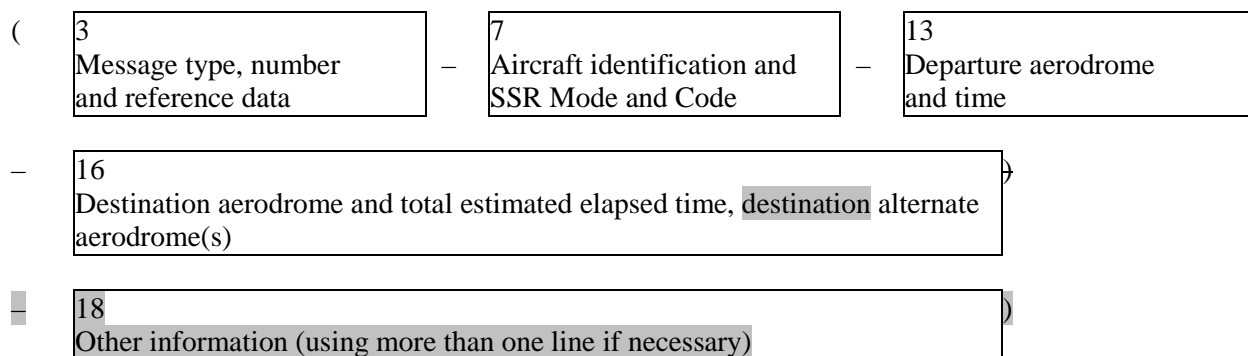 ( 3 7 13
Message type, number – Aircraft identification and – Departure aerodrome
and reference data SSR Mode and Code and time
– 16 )
Destination aerodrome and total estimated elapsed time, destination alternate
aerodrome(s)
– 18 )
Other information (using more than one line if necessary)